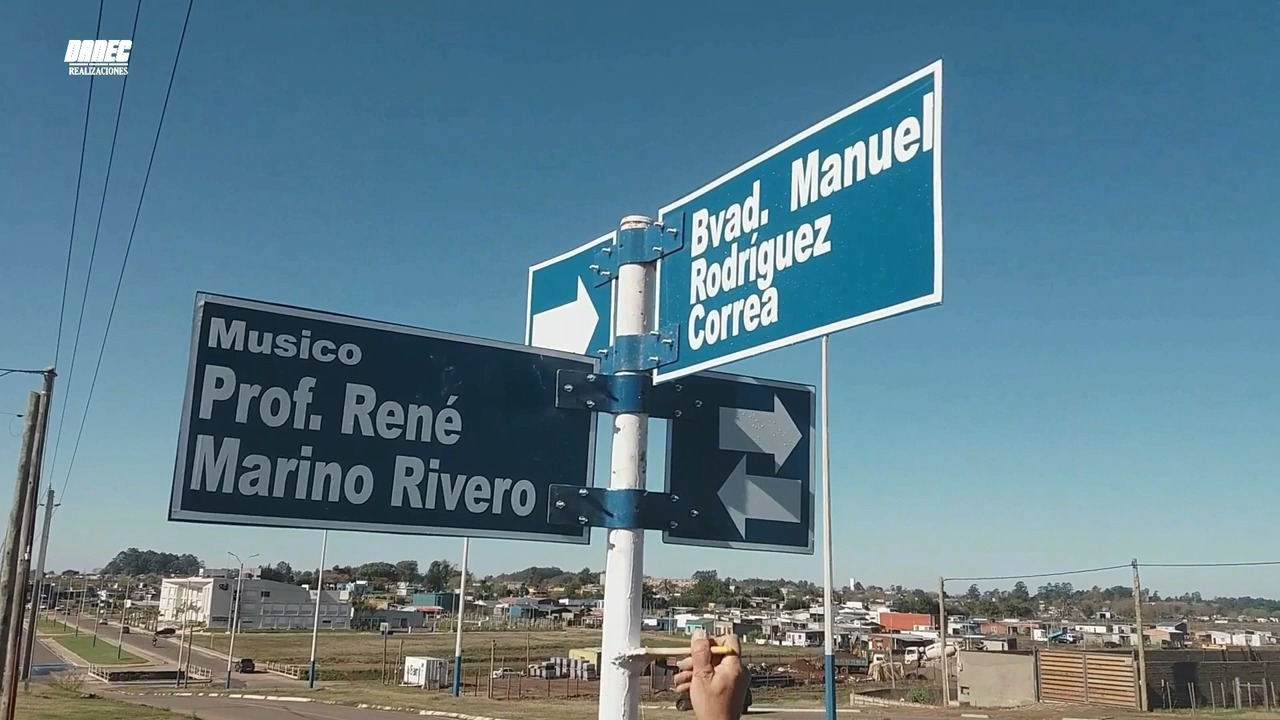 DANEC
REALIZACIONES
Bvad. Manuel
Rodríguez
Correa
Musico
Prof. René
Marino Rivero